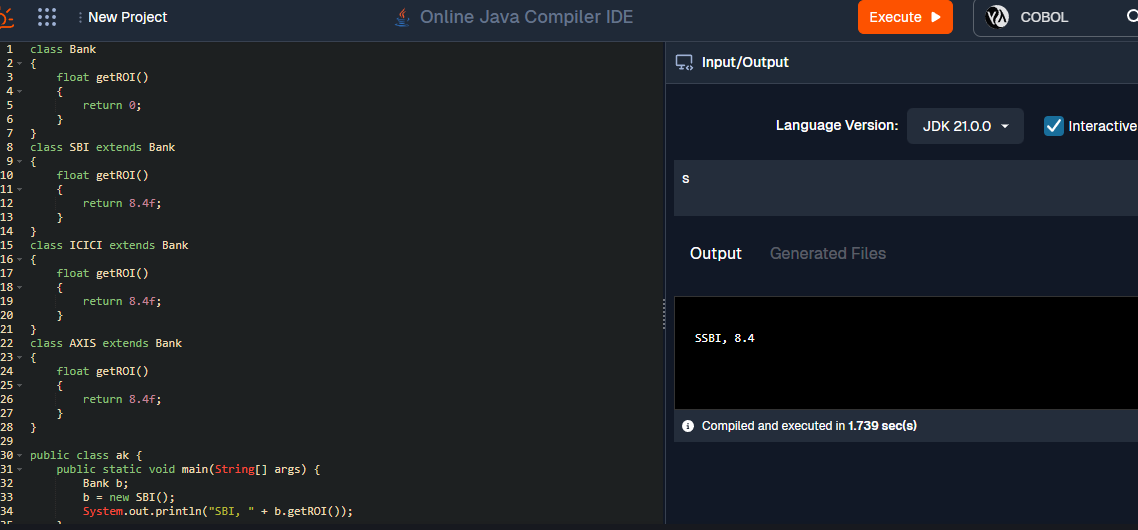 New Project
Online Java Compiler IDE
Execute
COBOL
1 class Bank
2 {
3     float getROI()
4     {
5         return 0;
6     }
7 }
8 class SBI extends Bank
9 {
10     float getROI()
11     {
12         return 8.4f;
13     }
14 }
15 class ICICI extends Bank
16 {
17     float getROI()
18     {
19         return 8.4f;
20     }
21 }
22 class AXIS extends Bank
23 {
24     float getROI()
25     {
26         return 8.4f;
27     }
28 }
29
30 public class ak {
31     public static void main(String[] args) {
32         Bank b;
33         b = new SBI();
34         System.out.println("SBI, " + b.getROI());
35     }
Input/Output
Language Version:
JDK 21.0.0
Interactive
s
Output
Generated Files
SSBI, 8.4
Compiled and executed in 1.739 sec(s)